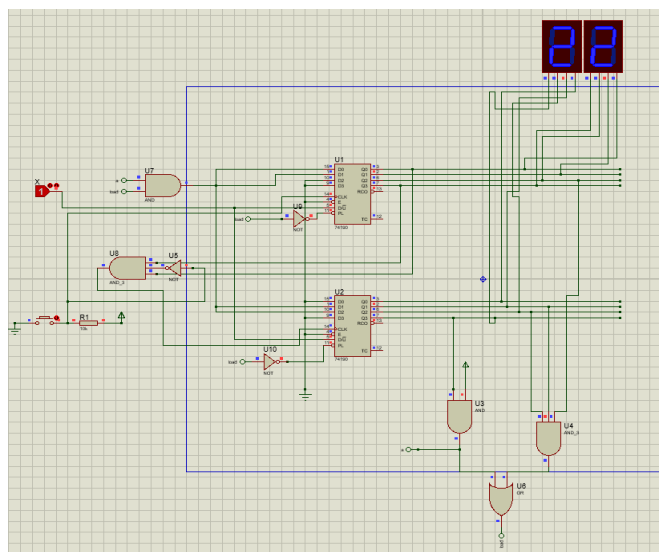 X
1
U7
a
load
AND
U1
D0
D1
D2
D3
CLK
E
D/U
PL
Q0
Q1
Q2
Q3
RCO
TC
74190
U9
load
NOT
U8
AND_3
U5
NOT
R1
10k
U2
D0
D1
D2
D3
CLK
E
D/U
PL
Q0
Q1
Q2
Q3
RCO
TC
74190
U10
load
NOT
U3
AND
U4
AND_3
a
U6
OR
load